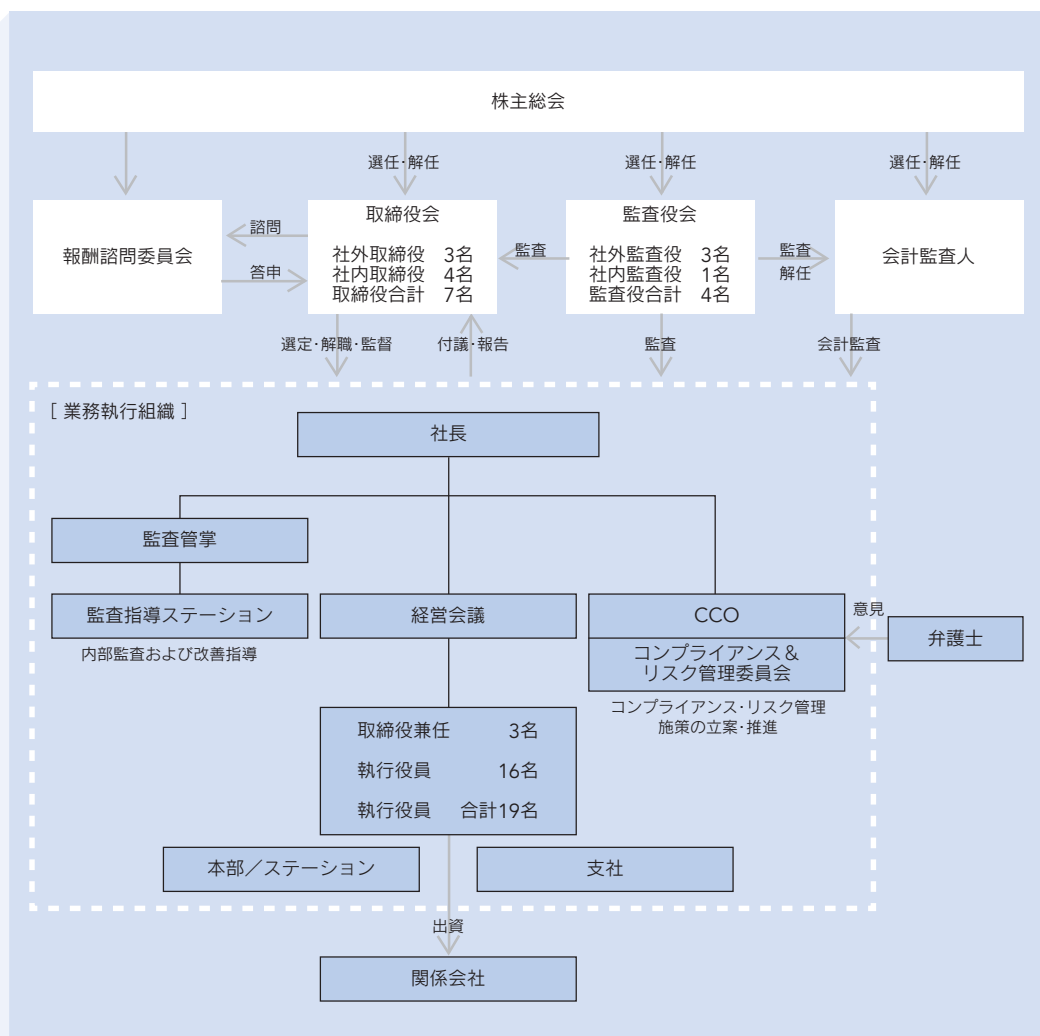 株主総会
選任・解任
選任・解任
選任・解任
報酬諮問委員会
諮問
答申
取締役会
社外取締役 3名
社内取締役 4名
取締役合計 7名
監査
監査役会
社外監査役 3名
社内監査役 1名
監査役合計 4名
監査
解任
会計監査人
選定・解職・監督
付議・報告
監査
会計監査
[ 業務執行組織 ]
社長
監査管掌
監査指導ステーション
内部監査および改善指導
経営会議
CCO
コンプライアンス＆
リスク管理委員会
コンプライアンス・リスク管理
施策の立案・推進
意見
弁護士
取締役兼任 3名
執行役員 16名
執行役員 合計19名
本部／ステーション
支社
出資
関係会社